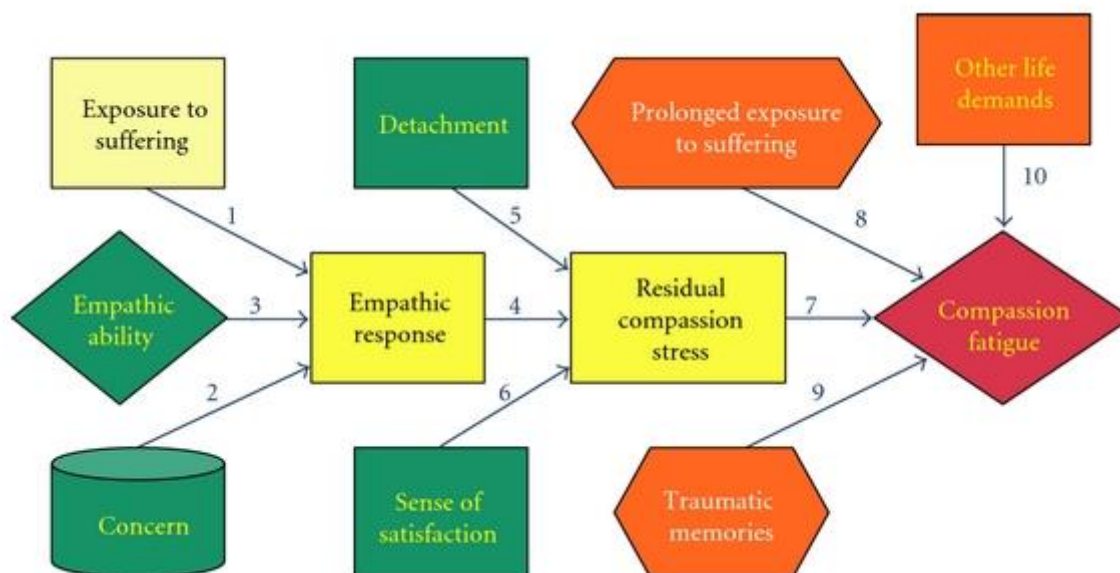 Exposure to
suffering
Detachment
Prolonged exposure
to suffering
Other life
demands
1
5
8
10
Empathic
ability
3
Empathic
response
4
Residual
compassion
stress
7
Compassion
fatigue
2
6
9
Concern
Sense of
satisfaction
Traumatic
memories